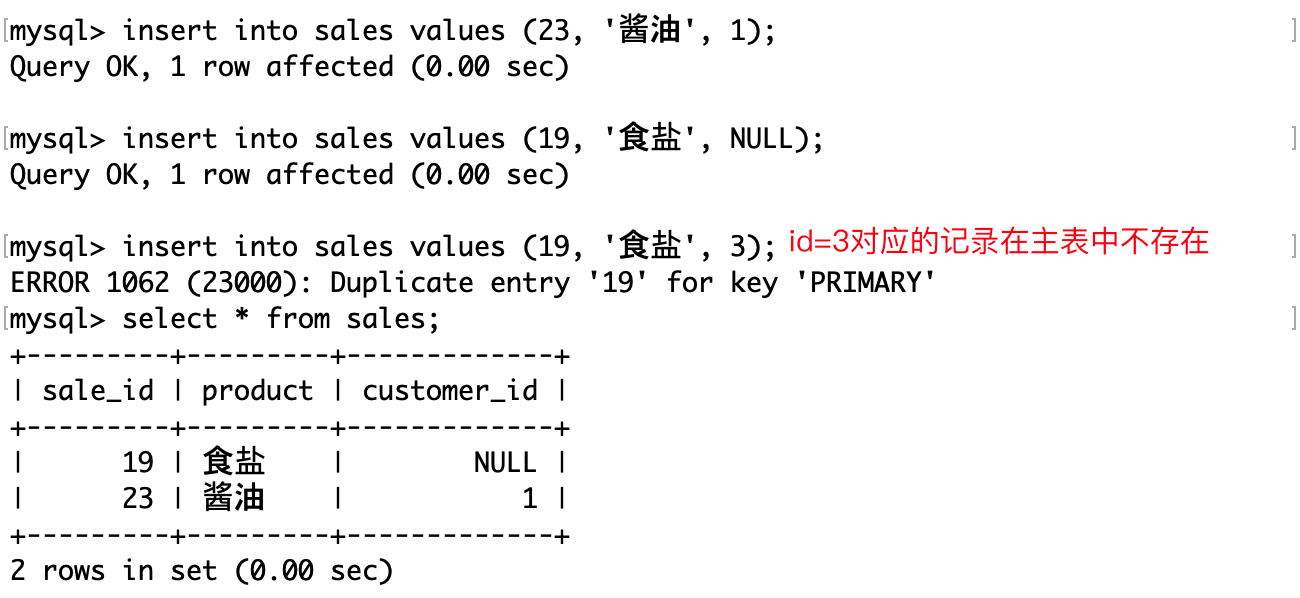 mysql> insert into sales values (23, '酱油', 1);
Query OK, 1 row affected (0.00 sec)
mysql> insert into sales values (19, '食盐', NULL);
Query OK, 1 row affected (0.00 sec)
mysql> insert into sales values (19, '食盐', 3); id=3对应的记录在主表中不存在
ERROR 1062 (23000): Duplicate entry '19' for key 'PRIMARY'
mysql> select * from sales;
+---------+---------+-------------+
| sale_id | product | customer_id |
+---------+---------+-------------+
| 19 | 食盐 | NULL |
| 23 | 酱油 | 1 |
+---------+---------+-------------+
2 rows in set (0.00 sec)